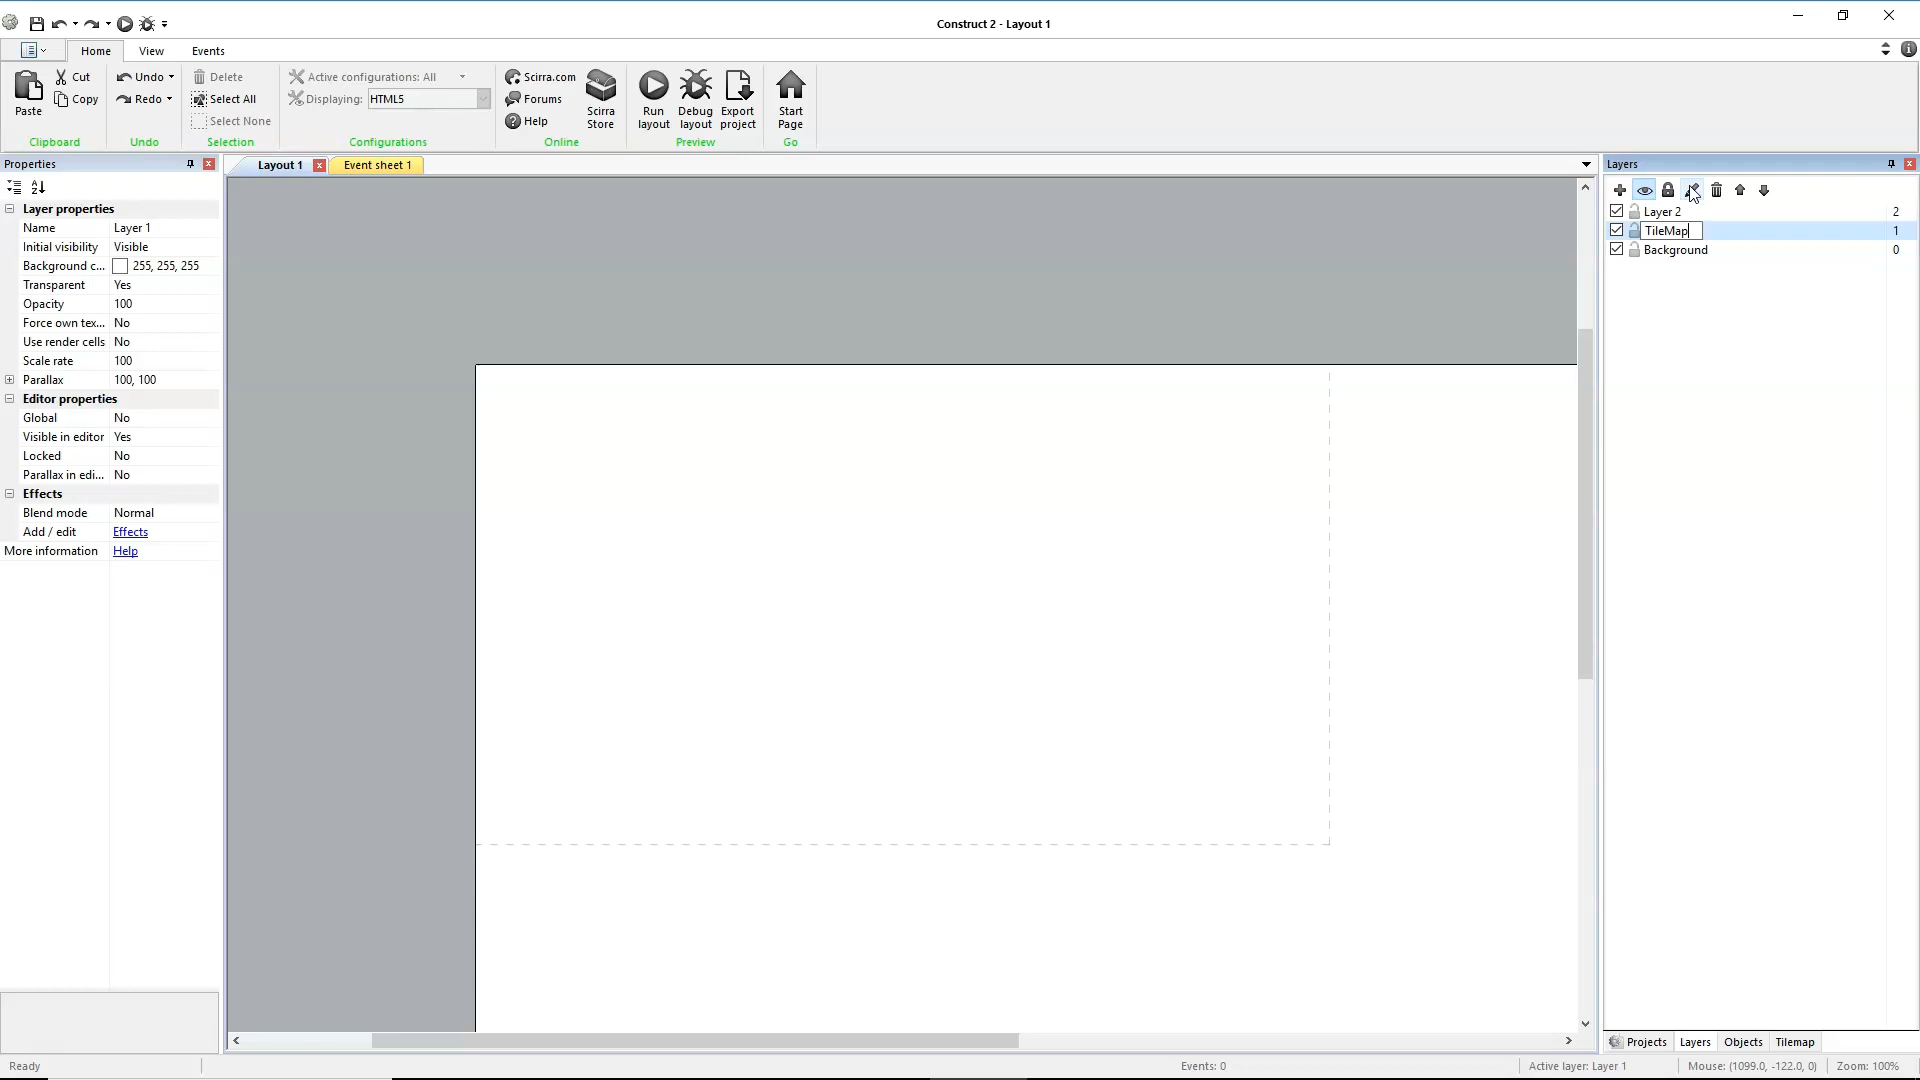 Construct 2 - Layout 1
Home View Events
Paste
Cut
Copy
Clipboard
Undo
Redo
Undo
Delete
Select All
Select None
Selection
Active configurations: All
Displaying: HTML5
Configurations
Scirra.com
Forums
Help
Scirra Store
Online
Run layout
Debug layout
Export project
Preview
Start Page
Go
Properties
Layout 1
Event sheet 1
Layers
Layer properties
Name Layer 1
Initial visibility Visible
Background c... 255, 255, 255
Transparent Yes
Opacity 100
Force own tex... No
Use render cells No
Scale rate 100
Parallax 100, 100
Editor properties
Global No
Visible in editor Yes
Locked No
Parallax in edi... No
Effects
Blend mode Normal
Add / edit Effects
More information Help
Layer 2 2
TileMap 1
Background 0
Projects Layers Objects Tilemap
Ready
Events: 0
Active layer: Layer 1
Mouse: (1099.0, -122.0, 0)
Zoom: 100%